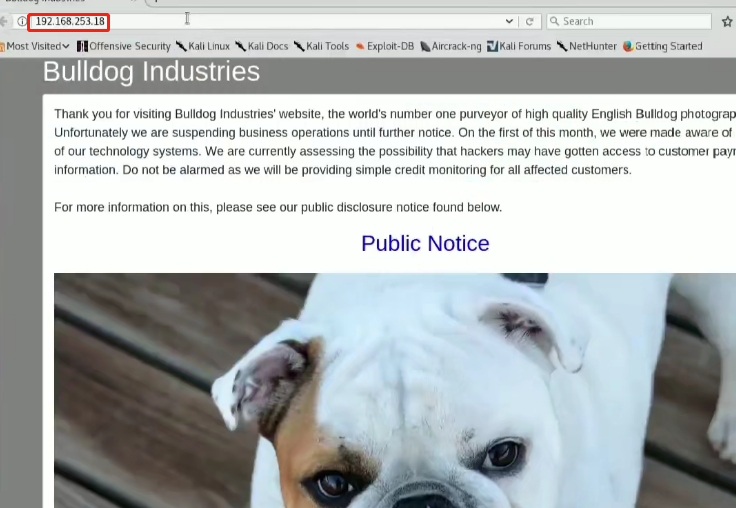 192.168.253.18
Search
Most Visited
Offensive Security
Kali Linux
Kali Docs
Kali Tools
Exploit-DB
Aircrack-ng
Kali Forums
NetHunter
Getting Started
Bulldog Industries
Thank you for visiting Bulldog Industries' website, the world's number one purveyor of high quality English Bulldog photograp
Unfortunately we are suspending business operations until further notice. On the first of this month, we were made aware of
of our technology systems. We are currently assessing the possibility that hackers may have gotten access to customer pay
information. Do not be alarmed as we will be providing simple credit monitoring for all affected customers.
For more information on this, please see our public disclosure notice found below.
Public Notice